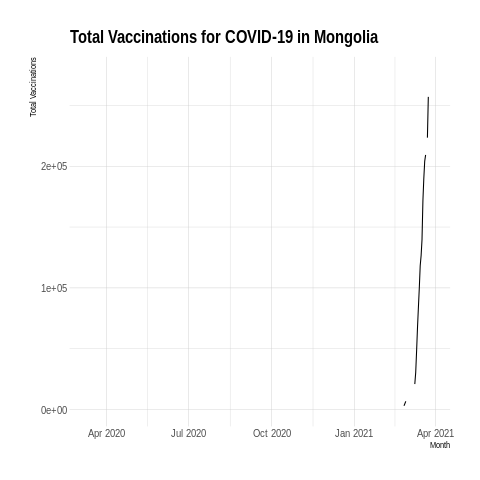 Total Vaccinations for COVID-19 in Mongolia
Total Vaccinations
2e+05
1e+05
0e+00
Apr 2020 Jul 2020 Oct 2020 Jan 2021 Apr 2021
Month